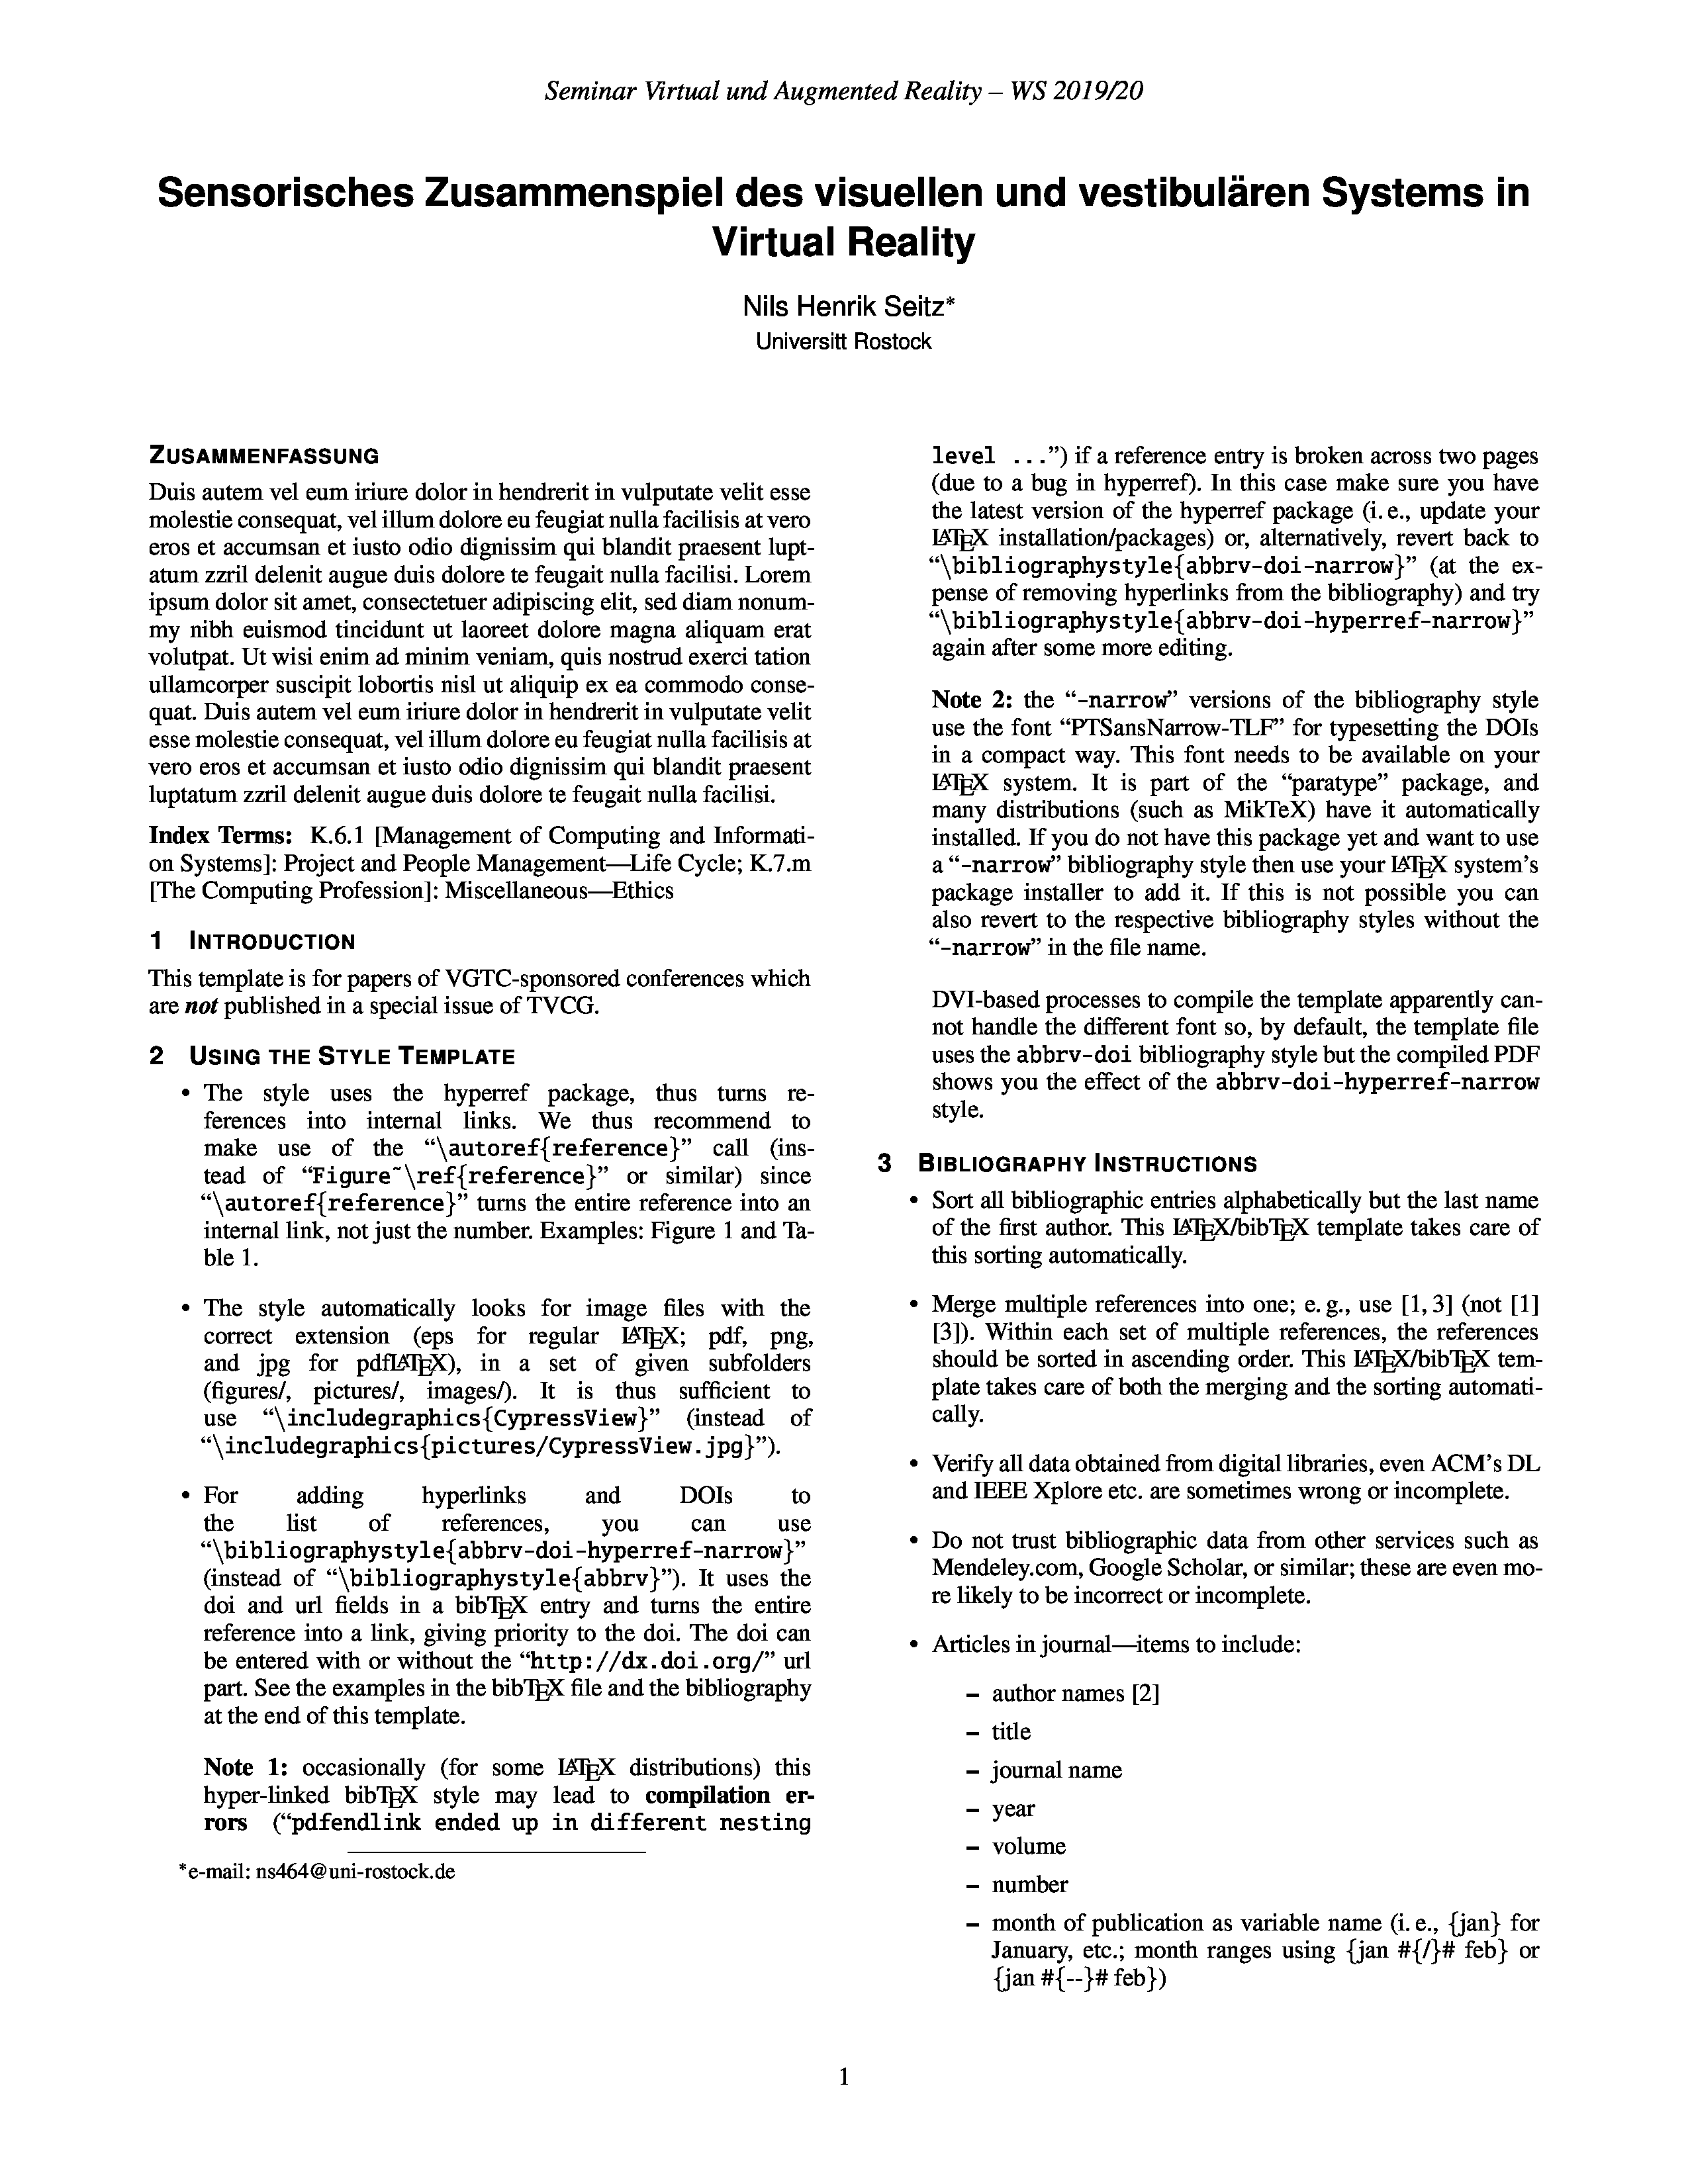 Seminar Virtual und Augmented Reality – WS 2019/20
Sensorisches Zusammenspiel des visuellen und vestibulären Systems in
Virtual Reality
Nils Henrik Seitz*
Universitt Rostock
ZUSAMMENFASSUNG
Duis autem vel eum iriure dolor in hendrerit in vulputate velit esse
molestie consequat, vel illum dolore eu feugiat nulla facilisis at vero
eros et accumsan et iusto odio dignissim qui blandit praesent lupt-
atum zzril delenit augue duis dolore te feugait nulla facilisi. Lorem
ipsum dolor sit amet, consectetuer adipiscing elit, sed diam nonum-
my nibh euismod tincidunt ut laoreet dolore magna aliquam erat
volutpat. Ut wisi enim ad minim veniam, quis nostrud exerci tation
ullamcorper suscipit lobortis nisl ut aliquip ex ea commodo conse-
quat. Duis autem vel eum iriure dolor in hendrerit in vulputate velit
esse molestie consequat, vel illum dolore eu feugiat nulla facilisis at
vero eros et accumsan et iusto odio dignissim qui blandit praesent
luptatum zzril delenit augue duis dolore te feugait nulla facilisi.
Index Terms: K.6.1 [Management of Computing and Informati-
on Systems]: Project and People Management—Life Cycle; K.7.m
[The Computing Profession]: Miscellaneous—Ethics
1 INTRODUCTION
This template is for papers of VGTC-sponsored conferences which
are not published in a special issue of TVCG.
2 USING THE STYLE TEMPLATE
• The style uses the hyperref package, thus turns re-
ferences into internal links. We thus recommend to
make use of the “\autoref{reference}” call (ins-
tead of “Figure~\ref{reference}” or similar) since
“\autoref{reference}” turns the entire reference into an
internal link, not just the number. Examples: Figure 1 and Ta-
ble 1.
• The style automatically looks for image files with the
correct extension (eps for regular LATEX; pdf, png,
and jpg for pdfLATEX), in a set of given subfolders
(figures/, pictures/, images/). It is thus sufficient to
use “\includegraphics{CypressView}” (instead of
“\includegraphics{pictures/CypressView.jpg}”).
• For adding hyperlinks and DOIs to
the list of references, you can use
“\bibliographystyle{abbrv-doi-hyperref-narrow}”
(instead of “\bibliographystyle{abbrv}”). It uses the
doi and url fields in a bibTEX entry and turns the entire
reference into a link, giving priority to the doi. The doi can
be entered with or without the “http://dx.doi.org/” url
part. See the examples in the bibTEX file and the bibliography
at the end of this template.
Note 1: occasionally (for some LATEX distributions) this
hyper-linked bibTEX style may lead to compilation er-
rors (“pdfendlink ended up in different nesting
*e-mail: ns464@uni-rostock.de
level ...”) if a reference entry is broken across two pages
(due to a bug in hyperref). In this case make sure you have
the latest version of the hyperref package (i. e., update your
LATEX installation/packages) or, alternatively, revert back to
“\bibliographystyle{abbrv-doi-narrow}” (at the ex-
pense of removing hyperlinks from the bibliography) and try
“\bibliographystyle{abbrv-doi-hyperref-narrow}”
again after some more editing.
Note 2: the “-narrow” versions of the bibliography style
use the font “PTSansNarrow-TLF” for typesetting the DOIs
in a compact way. This font needs to be available on your
LATEX system. It is part of the “paratype” package, and
many distributions (such as MikTeX) have it automatically
installed. If you do not have this package yet and want to use
a “-narrow” bibliography style then use your LATEX system’s
package installer to add it. If this is not possible you can
also revert to the respective bibliography styles without the
“-narrow” in the file name.
DVI-based processes to compile the template apparently can-
not handle the different font so, by default, the template file
uses the abbrv-doi bibliography style but the compiled PDF
shows you the effect of the abbrv-doi-hyperref-narrow
style.
3 BIBLIOGRAPHY INSTRUCTIONS
• Sort all bibliographic entries alphabetically but the last name
of the first author. This LATEX/bibTEX template takes care of
this sorting automatically.
• Merge multiple references into one; e. g., use [1, 3] (not [1]
[3]). Within each set of multiple references, the references
should be sorted in ascending order. This LATEX/bibTEX tem-
plate takes care of both the merging and the sorting automati-
cally.
• Verify all data obtained from digital libraries, even ACM’s DL
and IEEE Xplore etc. are sometimes wrong or incomplete.
• Do not trust bibliographic data from other services such as
Mendeley.com, Google Scholar, or similar; these are even mo-
re likely to be incorrect or incomplete.
• Articles in journal—items to include:
– author names [2]
– title
– journal name
– year
– volume
– number
– month of publication as variable name (i. e., {jan} for
January, etc.; month ranges using {jan #{/}# feb} or
{jan #{--}# feb})
1